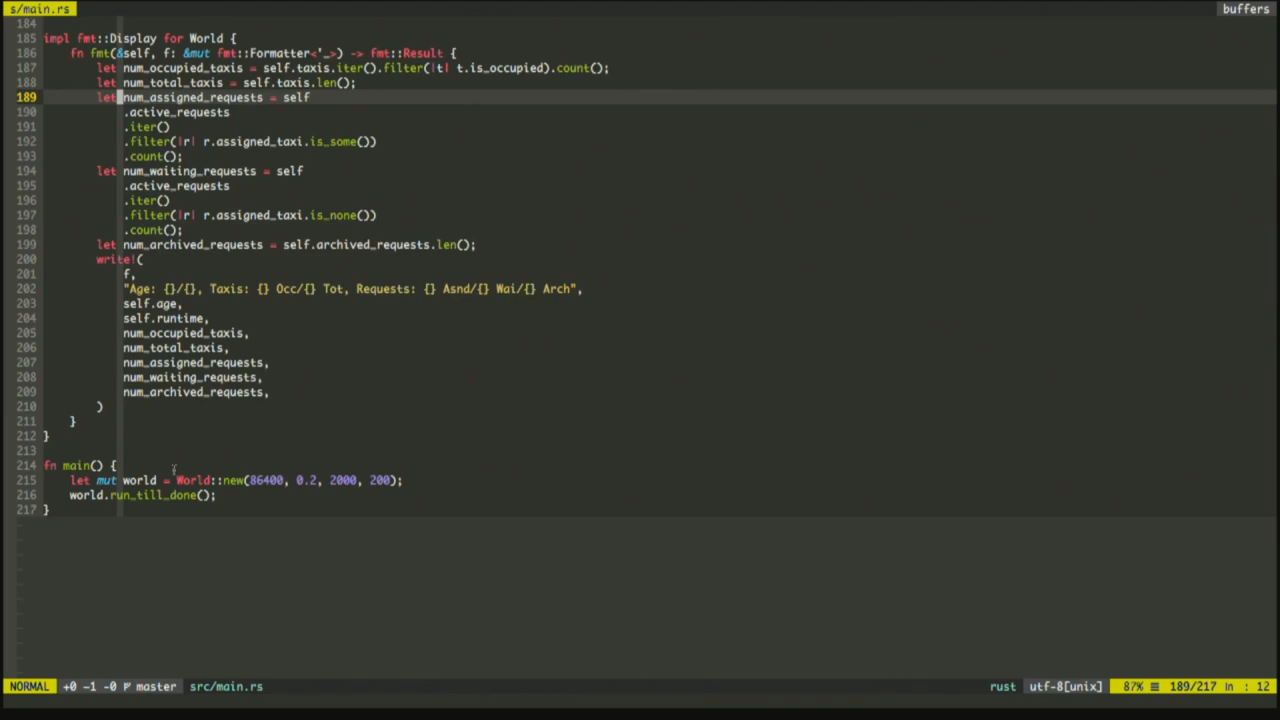 s/main.rs buffers
184
185 impl fmt::Display for World {
186     fn fmt(&self, f: &mut fmt::Formatter<'_>) -> fmt::Result {
187         let num_occupied_taxis = self.taxis.iter().filter(|t| t.is_occupied).count();
188         let num_total_taxis = self.taxis.len();
189         let num_assigned_requests = self
190             .active_requests
191             .iter()
192             .filter(|r| r.assigned_taxi.is_some())
193             .count();
194         let num_waiting_requests = self
195             .active_requests
196             .iter()
197             .filter(|r| r.assigned_taxi.is_none())
198             .count();
199         let num_archived_requests = self.archived_requests.len();
200         write!(
201             f,
202             "Age: {}/{}, Taxis: {} Occ/{} Tot, Requests: {} Asnd/{} Wai/{} Arch",
203             self.age,
204             self.runtime,
205             num_occupied_taxis,
206             num_total_taxis,
207             num_assigned_requests,
208             num_waiting_requests,
209             num_archived_requests,
210         )
211     }
212 }
213
214 fn main() {
215     let mut world = World::new(86400, 0.2, 2000, 200);
216     world.run_till_done();
217 }
NORMAL +0 ~1 -0 master src/main.rs rust utf-8[unix] 87% ≡ 189/217 ln : 12